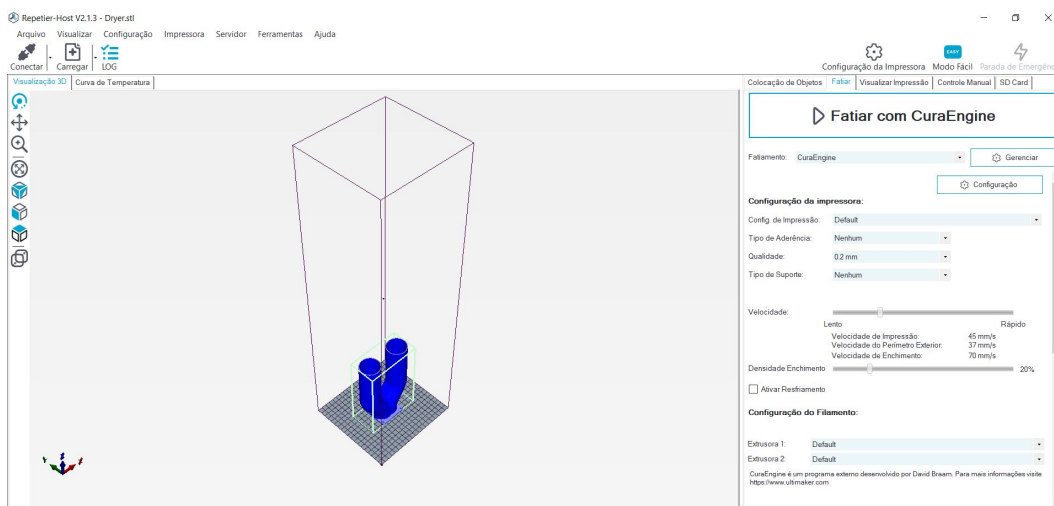 Repetier-Host V2.1.3 - Dryer.stl
Arquivo Visualizar Configuração Impressora Servidor Ferramentas Ajuda
Conectar Carregar LOG Configuração da Impressora Modo Fácil Parada de Emergênc
EASY
Visualização 3D Curva de Temperatura Colocação de Objetos Fatiar Visualizar Impressão Controle Manual SD Card
Fatiar com CuraEngine
Fatiamento: CuraEngine Gerenciar
Configuração
Configuração da impressora:
Config. de Impressão: Default
Tipo de Aderência: Nenhum
Qualidade: 0.2 mm
Tipo de Suporte: Nenhum
Velocidade:
Lento Rápido
Velocidade de Impressão: 45 mm/s
Velocidade do Perímetro Exterior: 37 mm/s
Velocidade de Enchimento: 70 mm/s
Densidade Enchimento 20%
Ativar Resfriamento
Configuração do Filamento:
Extrusora 1: Default
Extrusora 2: Default
CuraEngine é um programa externo desenvolvido por David Braam. Para mais informações visite
https://www.ultimaker.com